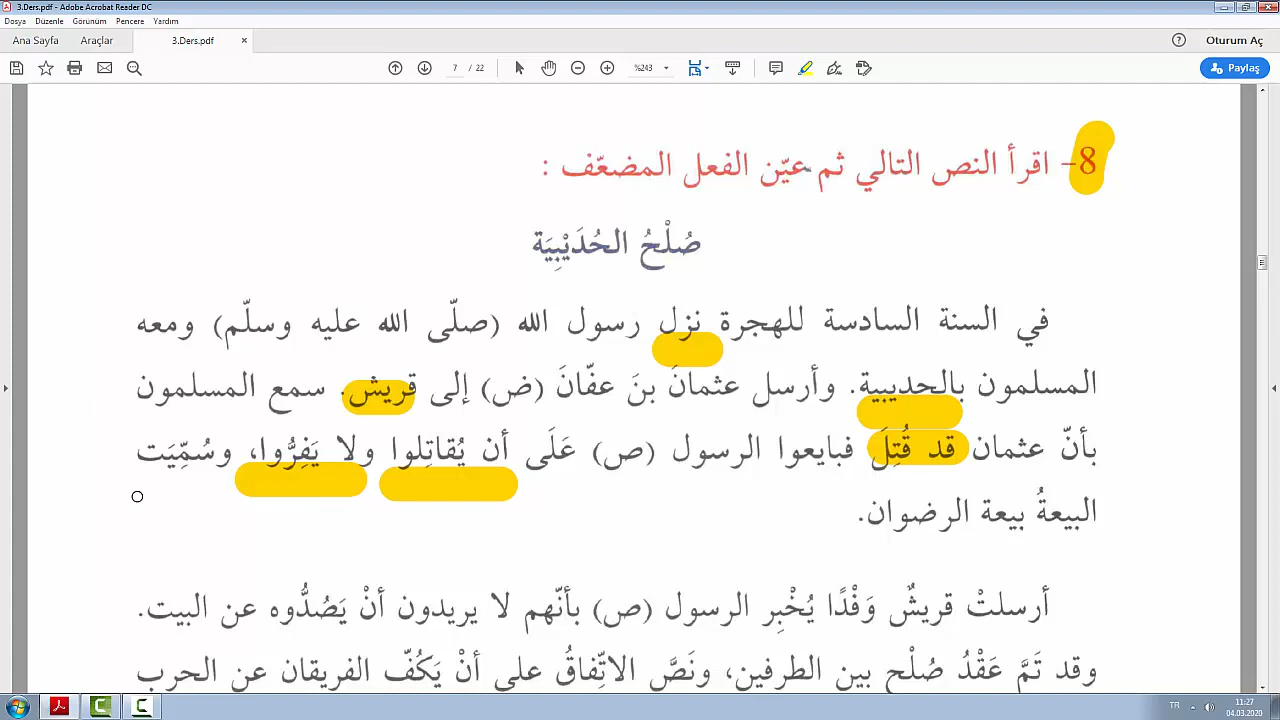 3.Ders.pdf - Adobe Acrobat Reader DC
Dosya Düzenle Görünüm Pencere Yardım
Ana Sayfa Araçlar 3.Ders.pdf × Oturum Aç
7 / 22 %243 Paylaş
8- اقرأ النص التالي ثم عيّن الفعل المضعّف :
صُلْحُ الحُدَيْبِيَة
في السنة السادسة للهجرة نزل رسول الله (صلّى الله عليه وسلّم) ومعه
المسلمون بالحديبية. وأرسل عثمانَ بنَ عفّانَ (ض) إلى قريش. سمع المسلمون
بأنّ عثمان قد قُتِلَ فبايعوا الرسول (ص) عَلَى أن يُقاتِلوا ولا يَفِرُّوا، وسُمِّيَت
البيعةُ بيعة الرضوان.
أرسلتْ قريشٌ وَفْدًا يُخْبِر الرسول (ص) بأنّهم لا يريدون أنْ يَصُدُّوه عن البيت.
وقد تَمَّ عَقْدُ صُلْح بين الطرفين، ونَصَّ الاتِّفاقُ على أنْ يَكُفّ الفريقان عن الحرب
TR 11:27
04.03.2020